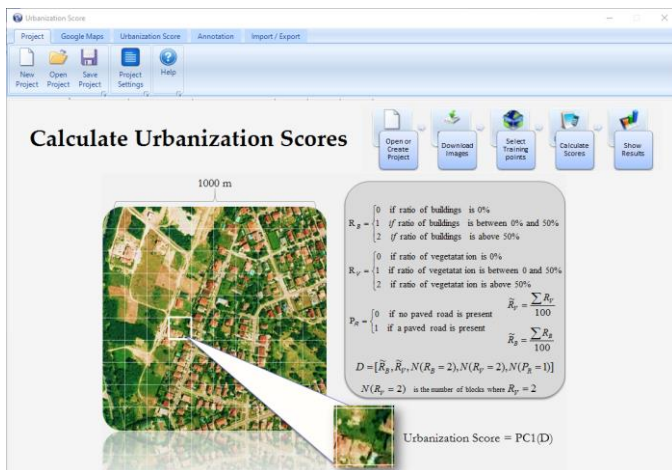 Urbanization Score
Project Google Maps Urbanization Score Annotation Import / Export
New Project
Open Project
Save Project
Project Settings
Help
Calculate Urbanization Scores
Open or Create Project
Download Images
Select Training points
Calculate Scores
Show Results
1000 m
R_B = { 0 if ratio of buildings is 0%
1 if ratio of buildings is between 0% and 50%
2 if ratio of buildings is above 50%
R_V = { 0 if ratio of vegetatation is 0%
1 if ratio of vegetatation is between 0 and 50%
2 if ratio of vegetatation is above 50%
P_R = { 0 if no paved road is present
1 if a paved road is present
R̃_V = ∑ R_V / 100
R̃_B = ∑ R_B / 100
D = [R̃_B, R̃_V, N(R_B = 2), N(R_V = 2), N(P_R = 1)]
N(R_V = 2) is the number of blocks where R_V = 2
Urbanization Score = PC1(D)